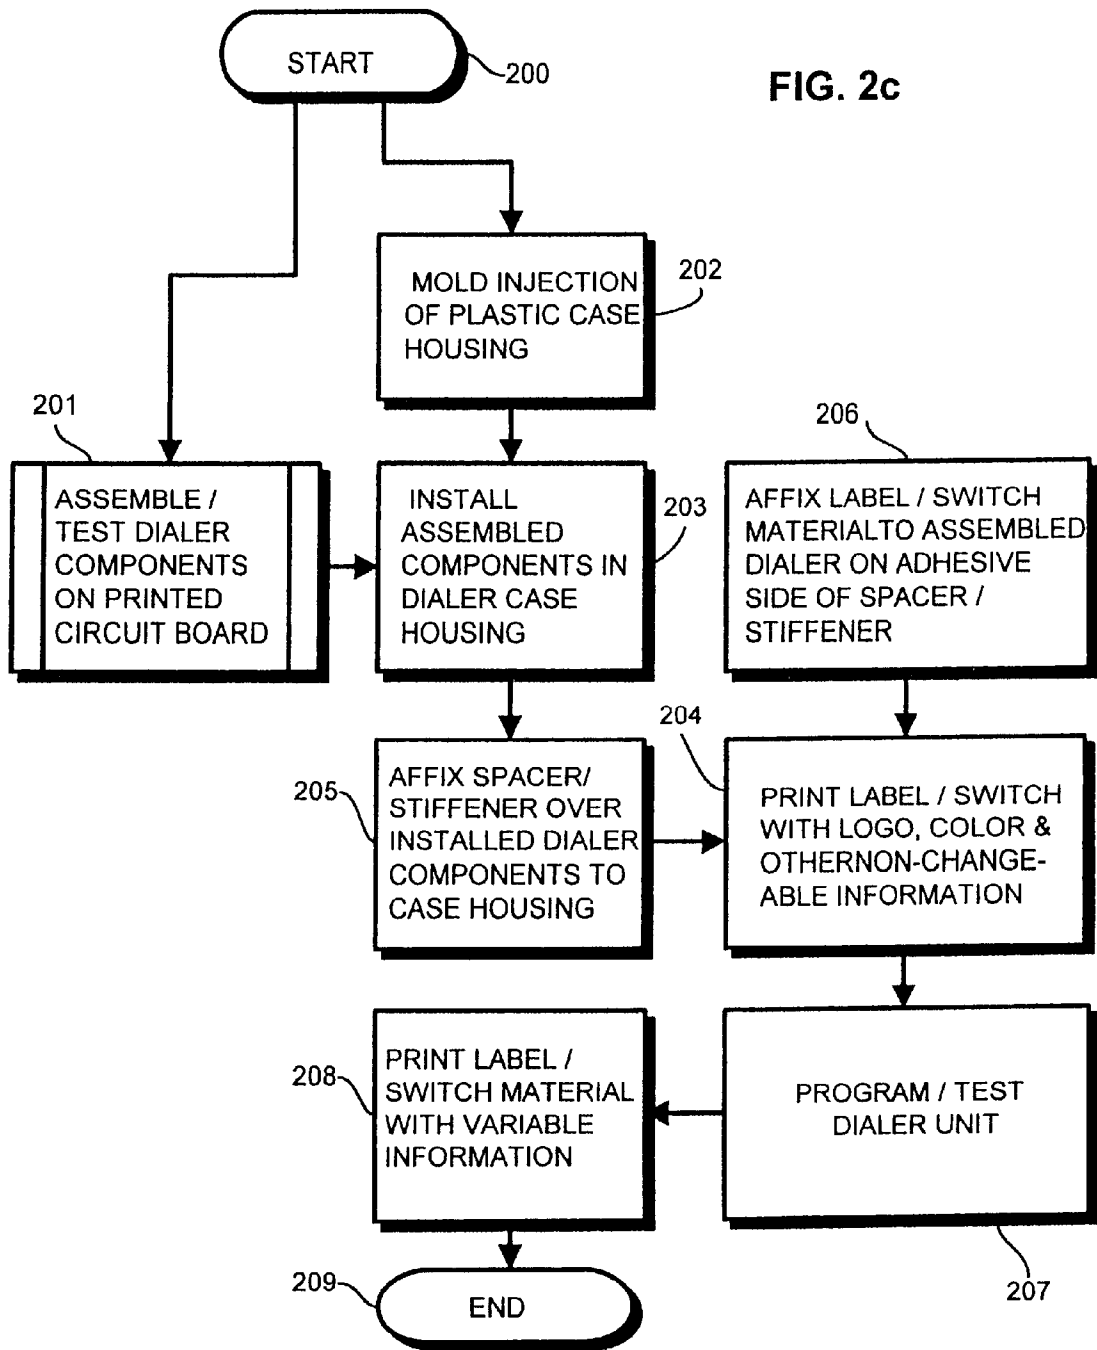 START
200
FIG. 2c
MOLD INJECTION
OF PLASTIC CASE
HOUSING
202
201
ASSEMBLE /
TEST DIALER
COMPONENTS
ON PRINTED
CIRCUIT BOARD
INSTALL
ASSEMBLED
COMPONENTS IN
DIALER CASE
HOUSING
203
206
AFFIX LABEL / SWITCH
MATERIALTO ASSEMBLED
DIALER ON ADHESIVE
SIDE OF SPACER /
STIFFENER
205
AFFIX SPACER/
STIFFENER OVER
INSTALLED DIALER
COMPONENTS TO
CASE HOUSING
204
PRINT LABEL / SWITCH
WITH LOGO, COLOR &
OTHERNON-CHANGE-
ABLE INFORMATION
208
PRINT LABEL /
SWITCH MATERIAL
WITH VARIABLE
INFORMATION
PROGRAM / TEST
DIALER UNIT
207
209
END